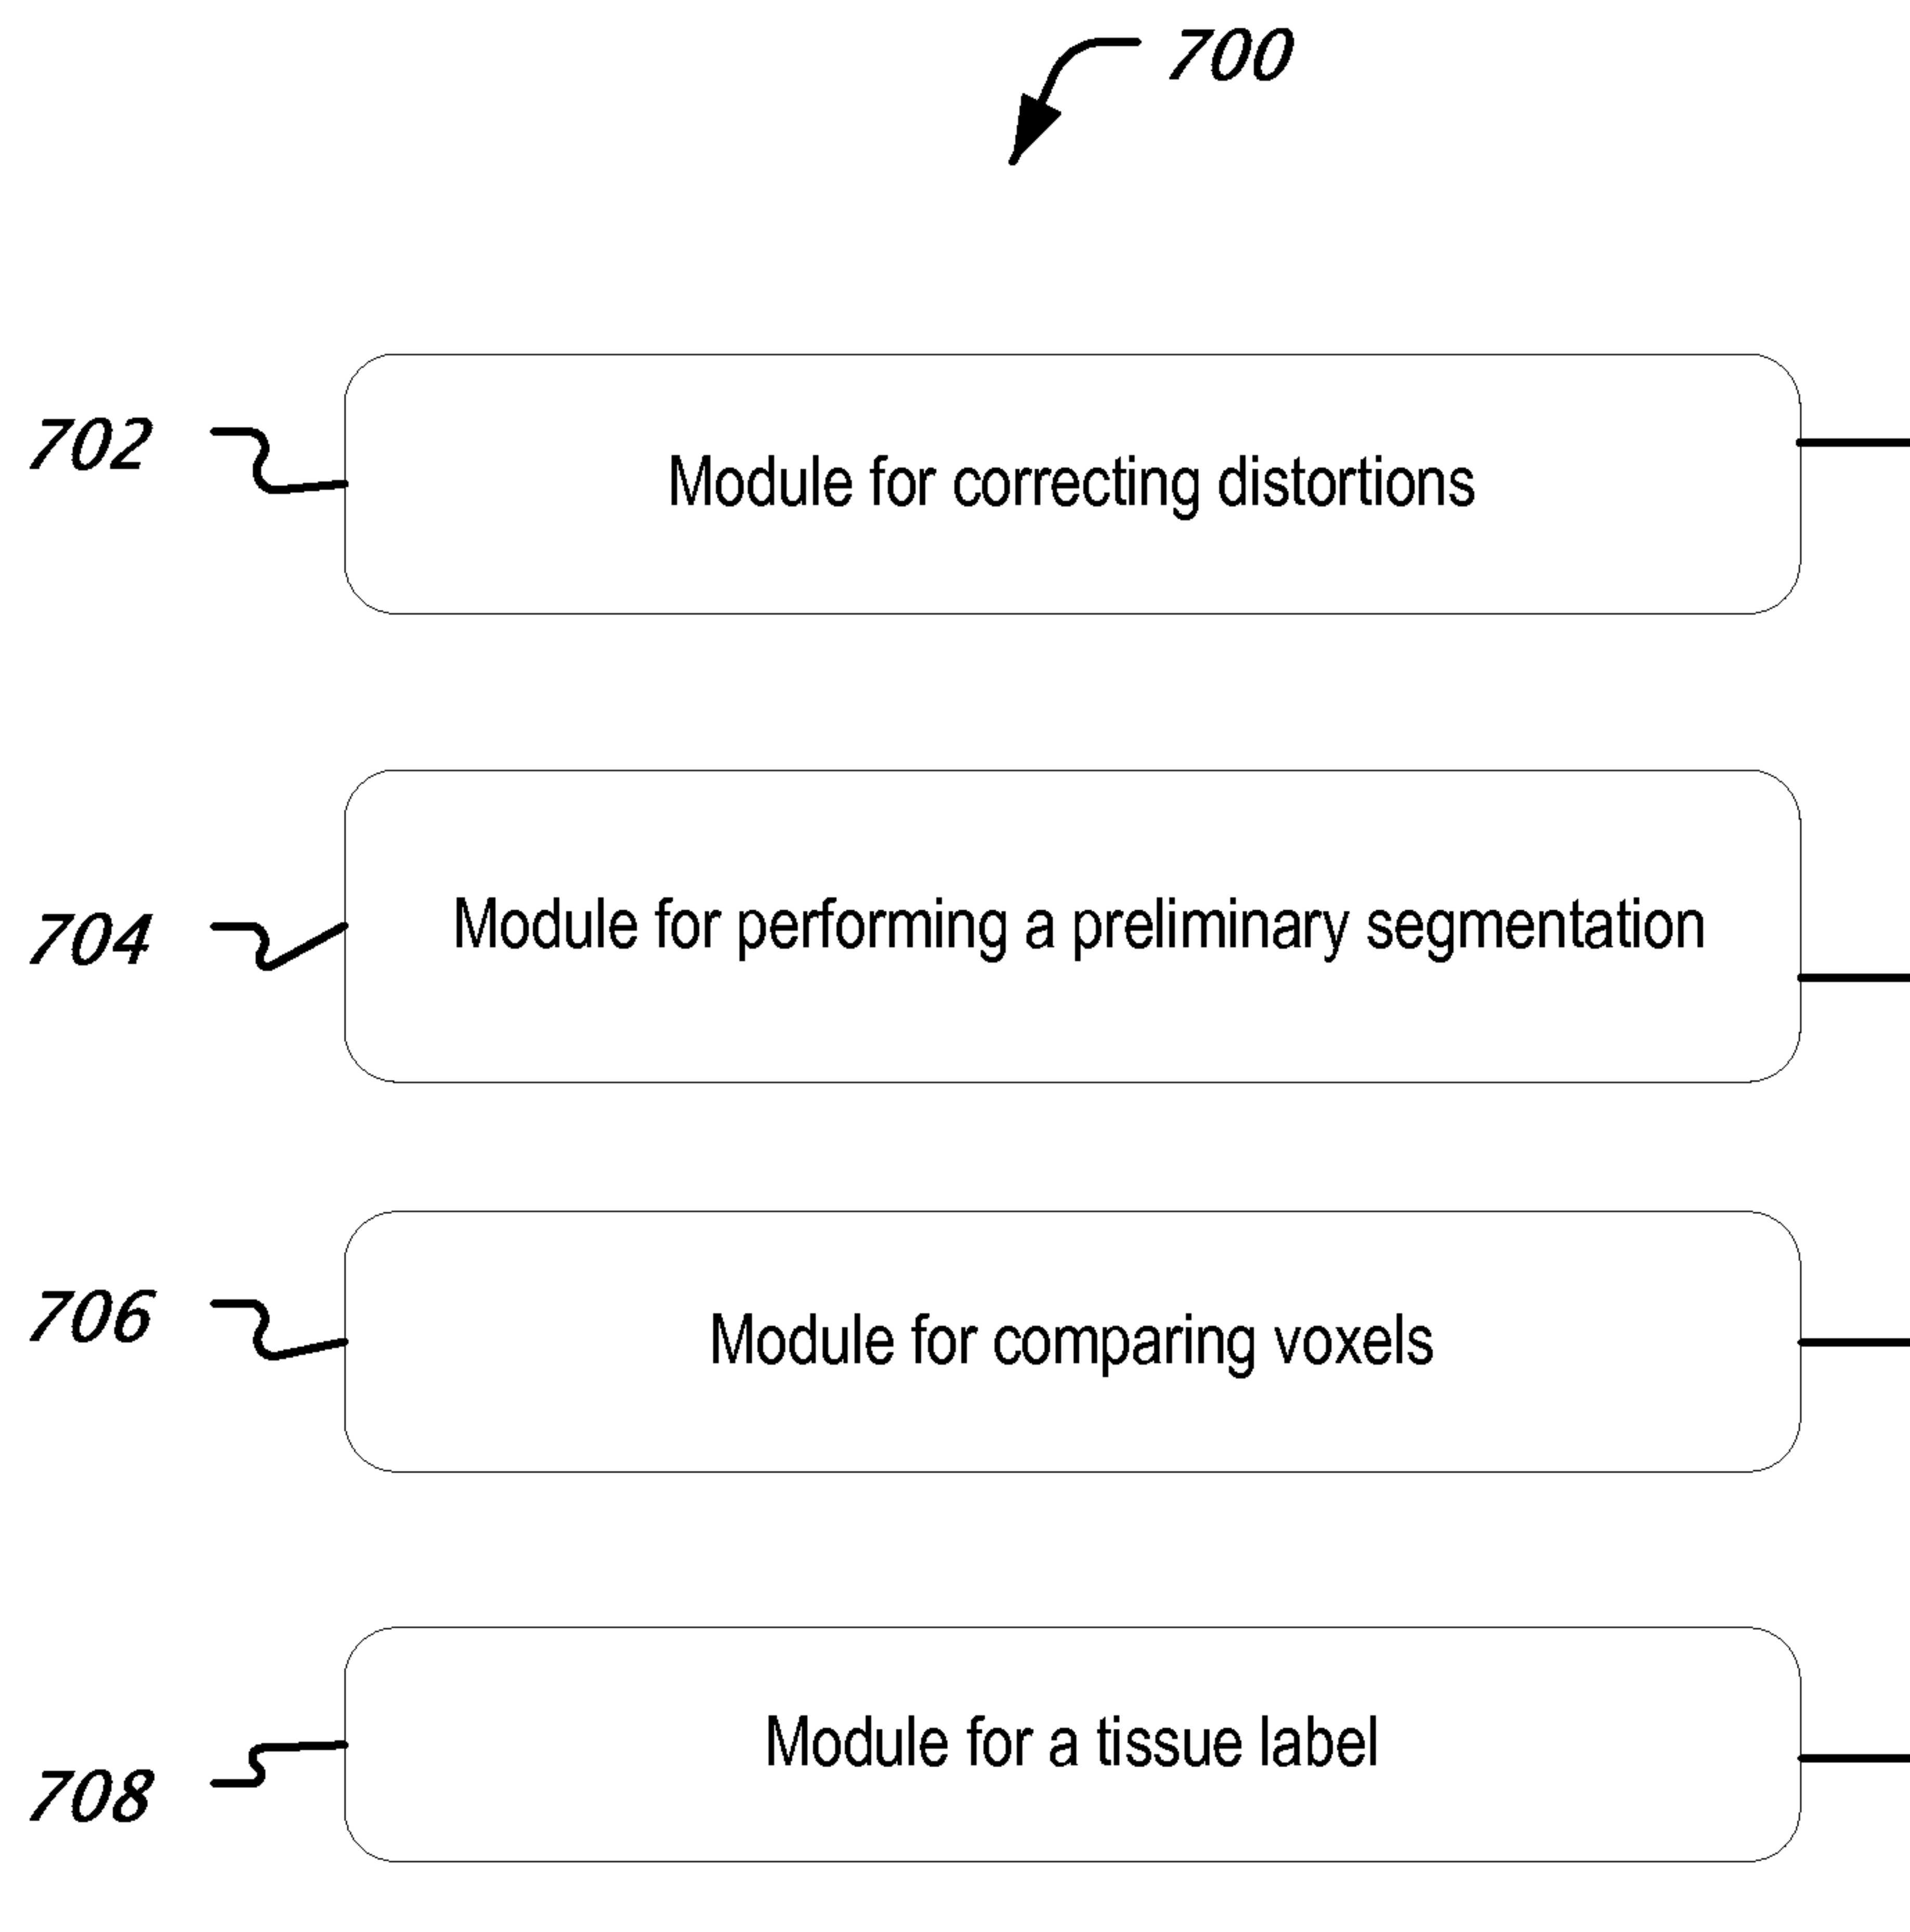 700
702
Module for correcting distortions
704
Module for performing a preliminary segmentation
706
Module for comparing voxels
708
Module for a tissue label